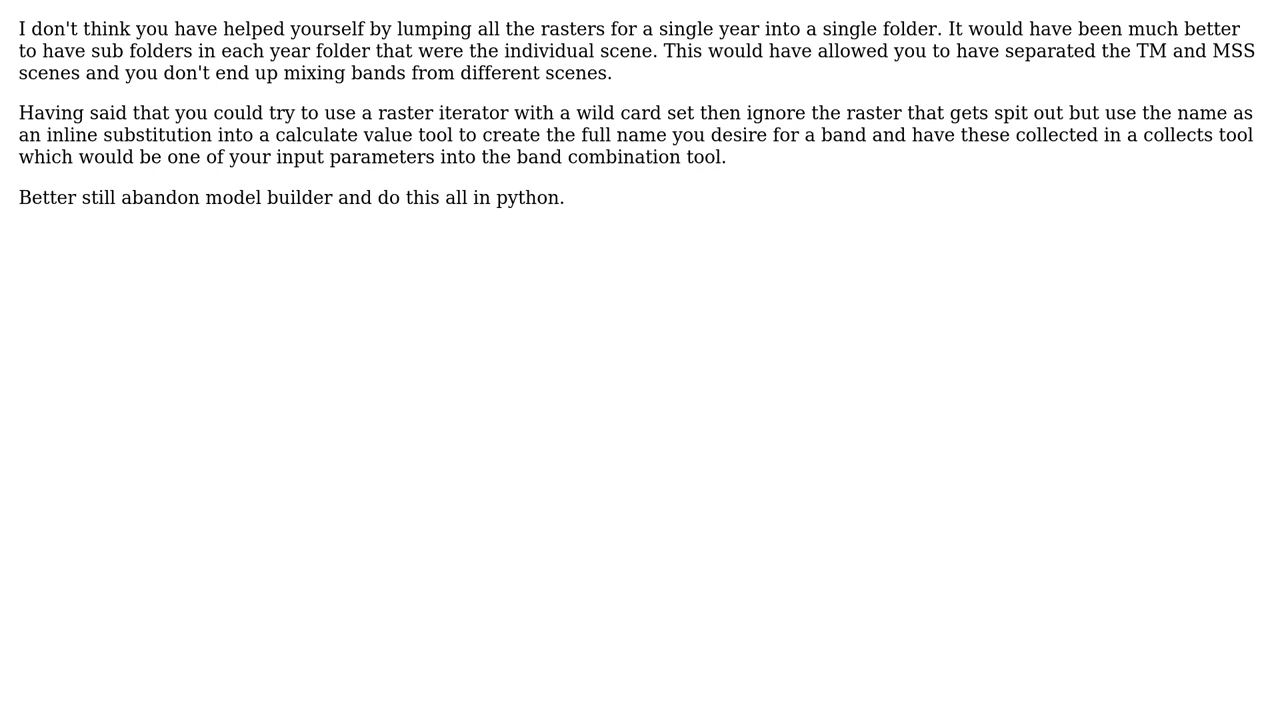 I don't think you have helped yourself by lumping all the rasters for a single year into a single folder. It would have been much better
to have sub folders in each year folder that were the individual scene. This would have allowed you to have separated the TM and MSS
scenes and you don't end up mixing bands from different scenes.
Having said that you could try to use a raster iterator with a wild card set then ignore the raster that gets spit out but use the name as
an inline substitution into a calculate value tool to create the full name you desire for a band and have these collected in a collects tool
which would be one of your input parameters into the band combination tool.
Better still abandon model builder and do this all in python.